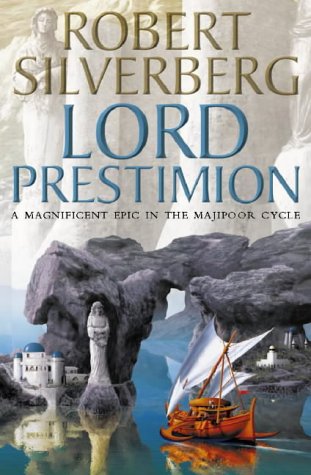 ROBERT
SILVERBERG
LORD
PRESTIMION
A MAGNIFICENT EPIC IN THE MAJIPOOR CYCLE